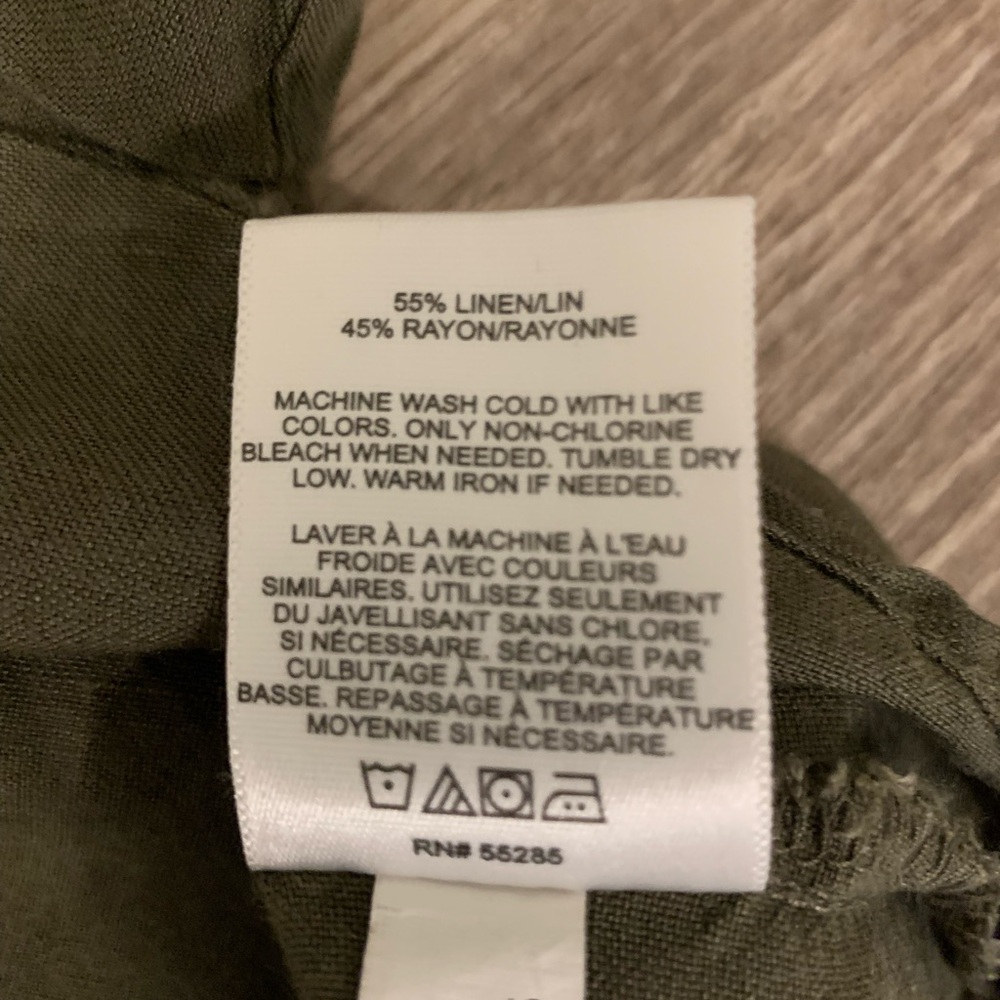 55% LINEN/LIN
45% RAYON/RAYONNE
MACHINE WASH COLD WITH LIKE
COLORS. ONLY NON-CHLORINE
BLEACH WHEN NEEDED. TUMBLE DRY
LOW. WARM IRON IF NEEDED.
LAVER À LA MACHINE À L'EAU
FROIDE AVEC COULEURS
SIMILAIRES. UTILISEZ SEULEMENT
DU JAVELLISANT SANS CHLORE,
SI NÉCESSAIRE. SÉCHAGE PAR
CULBUTAGE À TEMPÉRATURE
BASSE. REPASSAGE À TEMPÉRATURE
MOYENNE SI NÉCESSAIRE.
RN# 55285